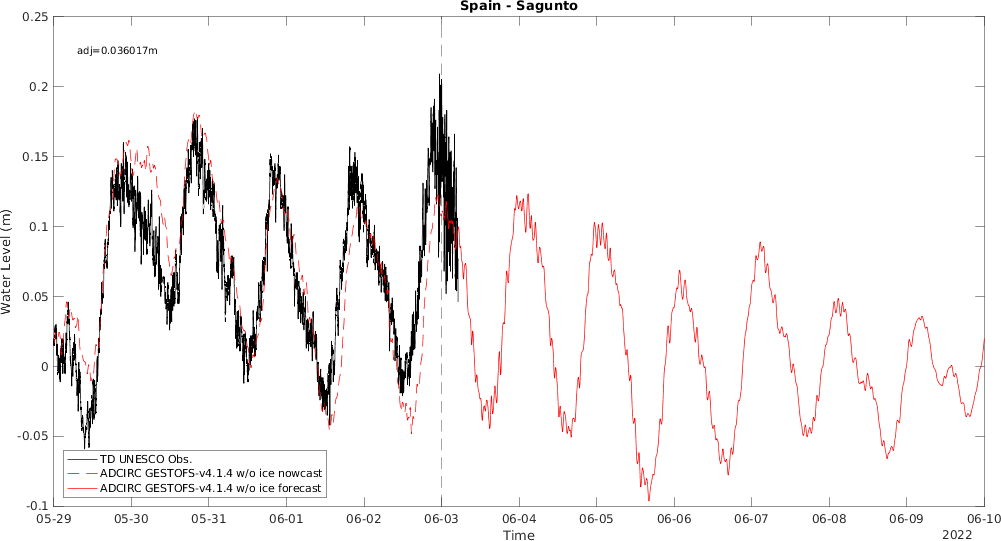 Spain - Sagunto
0.25
0.2
0.15
0.1
0.05
0
-0.05
-0.1
Water Level (m)
adj=0.036017m
TD UNESCO Obs.
ADCIRC GESTOFS-v4.1.4 w/o ice nowcast
ADCIRC GESTOFS-v4.1.4 w/o ice forecast
05-29 05-30 05-31 06-01 06-02 06-03 06-04 06-05 06-06 06-07 06-08 06-09 06-10
Time
2022